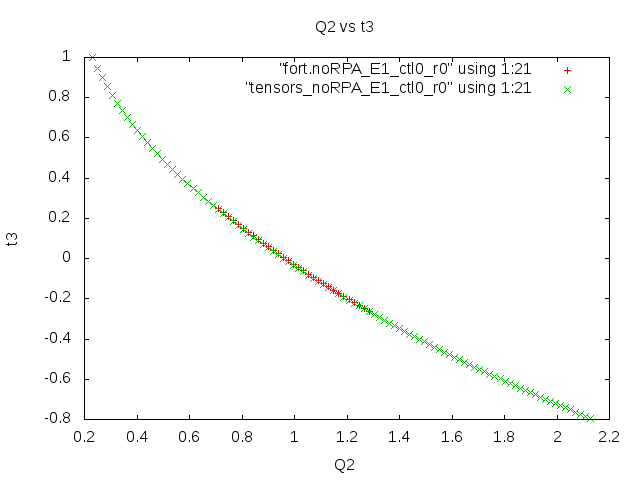 Q2 vs t3
"fort.noRPA_E1_ctl0_r0" using 1:21
"tensors_noRPA_E1_ctl0_r0" using 1:21
1
0.8
0.6
0.4
0.2
0
-0.2
-0.4
-0.6
-0.8
t3
0.2 0.4 0.6 0.8 1 1.2 1.4 1.6 1.8 2 2.2
Q2